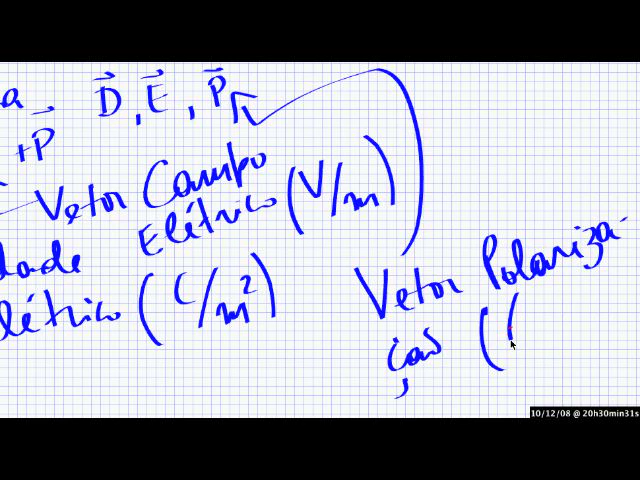 a D⃗, E⃗, P⃗
+P⃗
Vetor Campo
Elétrico (V/m)
dade
létrico (C/m²)
Vetor Polariza-
ção (
10/12/08 @ 20h30min31s